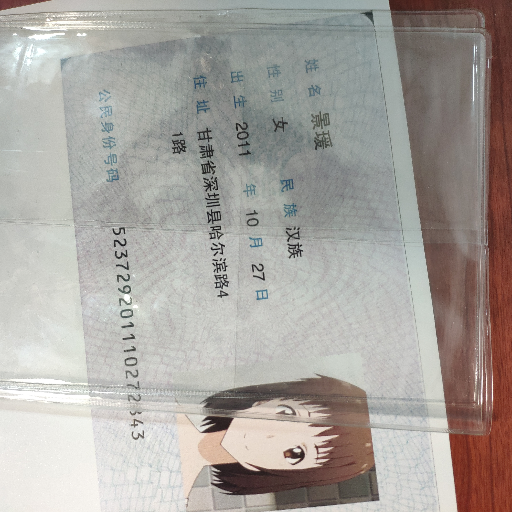 姓名 景瑗
性别 女 民族 汉族
出生 2011 年 10 月 27 日
住址 甘肃省深圳县哈尔滨路4
1路
公民身份号码 523729201110272343